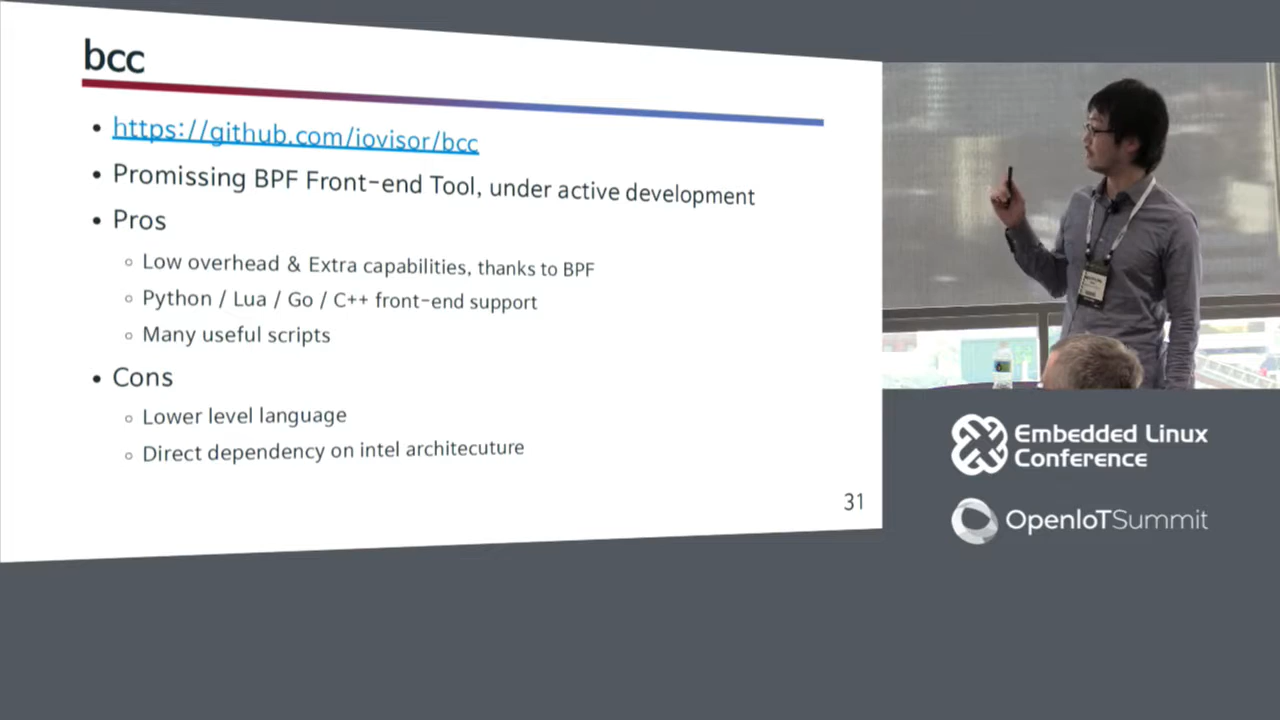 bcc
• https://github.com/iovisor/bcc
• Promissing BPF Front-end Tool, under active development
• Pros
◦ Low overhead & Extra capabilities, thanks to BPF
◦ Python / Lua / Go / C++ front-end support
◦ Many useful scripts
• Cons
◦ Lower level language
◦ Direct dependency on intel architecuture
31
Embedded Linux
Conference
OpenIoTSummit